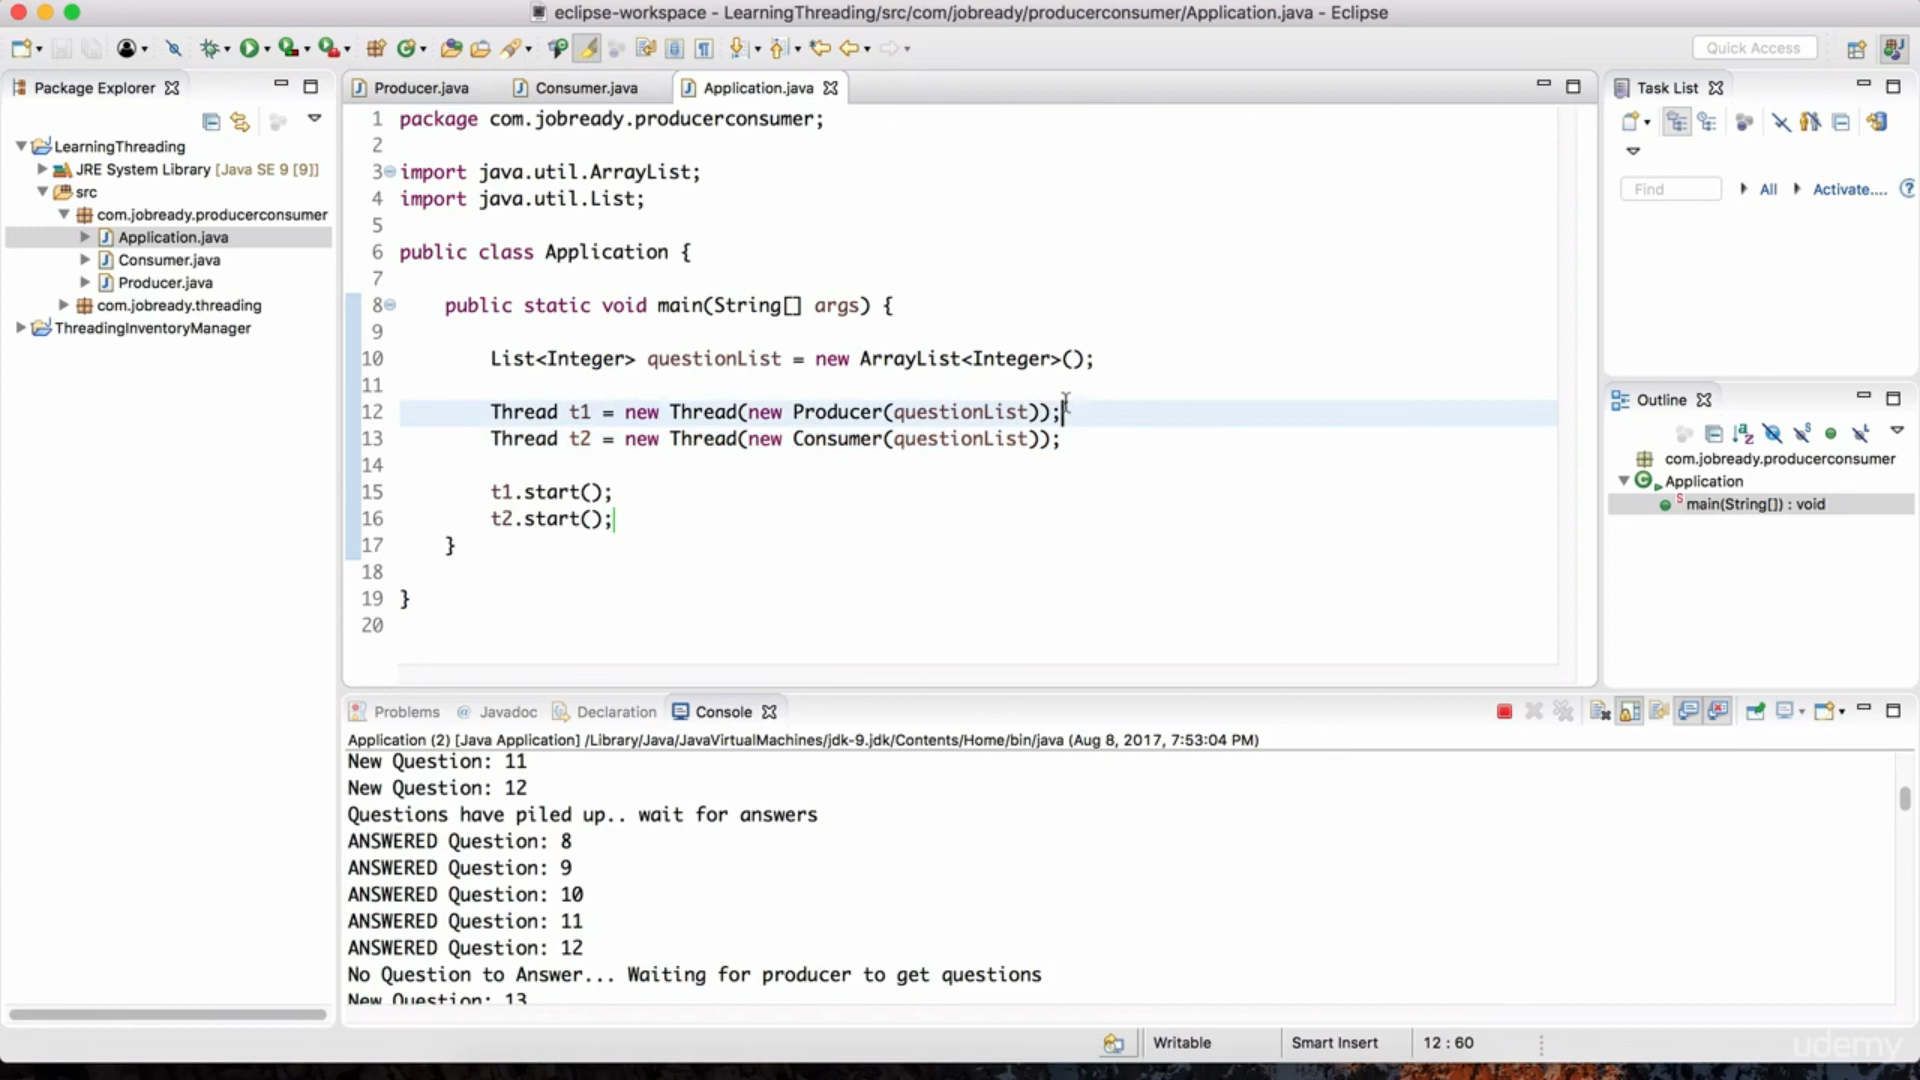 eclipse-workspace - LearningThreading/src/com/jobready/producerconsumer/Application.java - Eclipse
Quick Access
Package Explorer
LearningThreading
JRE System Library [Java SE 9 [9]]
src
com.jobready.producerconsumer
Application.java
Consumer.java
Producer.java
com.jobready.threading
ThreadingInventoryManager
Producer.java
Consumer.java
Application.java
1 package com.jobready.producerconsumer;
2
3 import java.util.ArrayList;
4 import java.util.List;
5
6 public class Application {
7
8 public static void main(String[] args) {
9
10 List<Integer> questionList = new ArrayList<Integer>();
11
12 Thread t1 = new Thread(new Producer(questionList));
13 Thread t2 = new Thread(new Consumer(questionList));
14
15 t1.start();
16 t2.start();
17 }
18
19 }
20
Task List
Find
All
Activate....
Outline
com.jobready.producerconsumer
Application
main(String[]) : void
Problems
Javadoc
Declaration
Console
Application (2) [Java Application] /Library/Java/JavaVirtualMachines/jdk-9.jdk/Contents/Home/bin/java (Aug 8, 2017, 7:53:04 PM)
New Question: 11
New Question: 12
Questions have piled up.. wait for answers
ANSWERED Question: 8
ANSWERED Question: 9
ANSWERED Question: 10
ANSWERED Question: 11
ANSWERED Question: 12
No Question to Answer... Waiting for producer to get questions
New Question: 13
Writable
Smart Insert
12 : 60
udemy